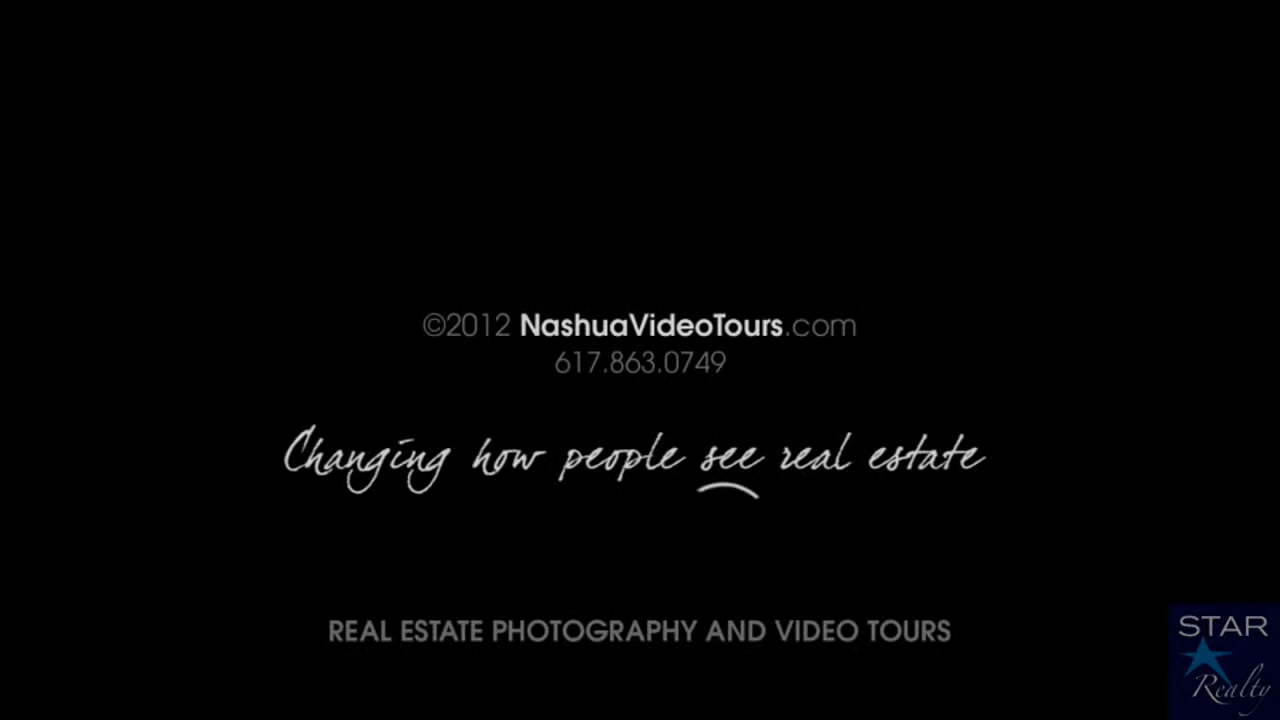 ©2012 NashuaVideoTours.com
617.863.0749
Changing how people see real estate
REAL ESTATE PHOTOGRAPHY AND VIDEO TOURS
STAR
Realty